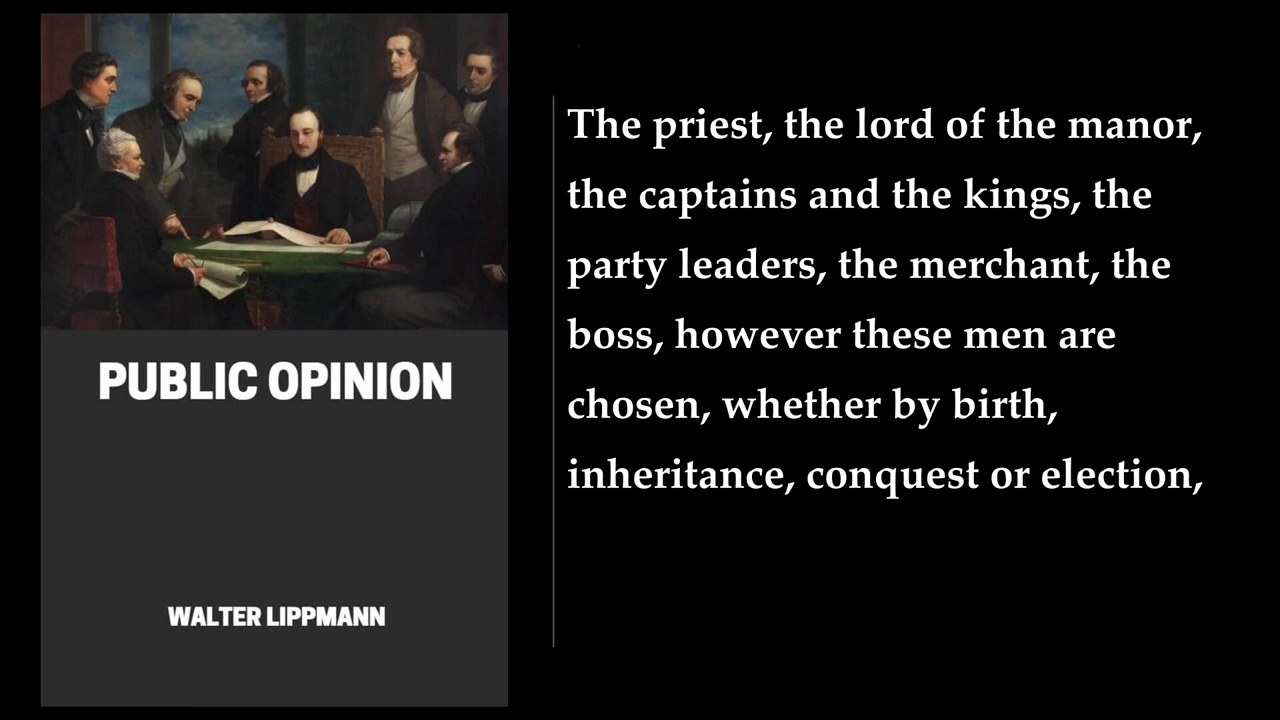 PUBLIC OPINION
WALTER LIPPMANN
The priest, the lord of the manor,
the captains and the kings, the
party leaders, the merchant, the
boss, however these men are
chosen, whether by birth,
inheritance, conquest or election,